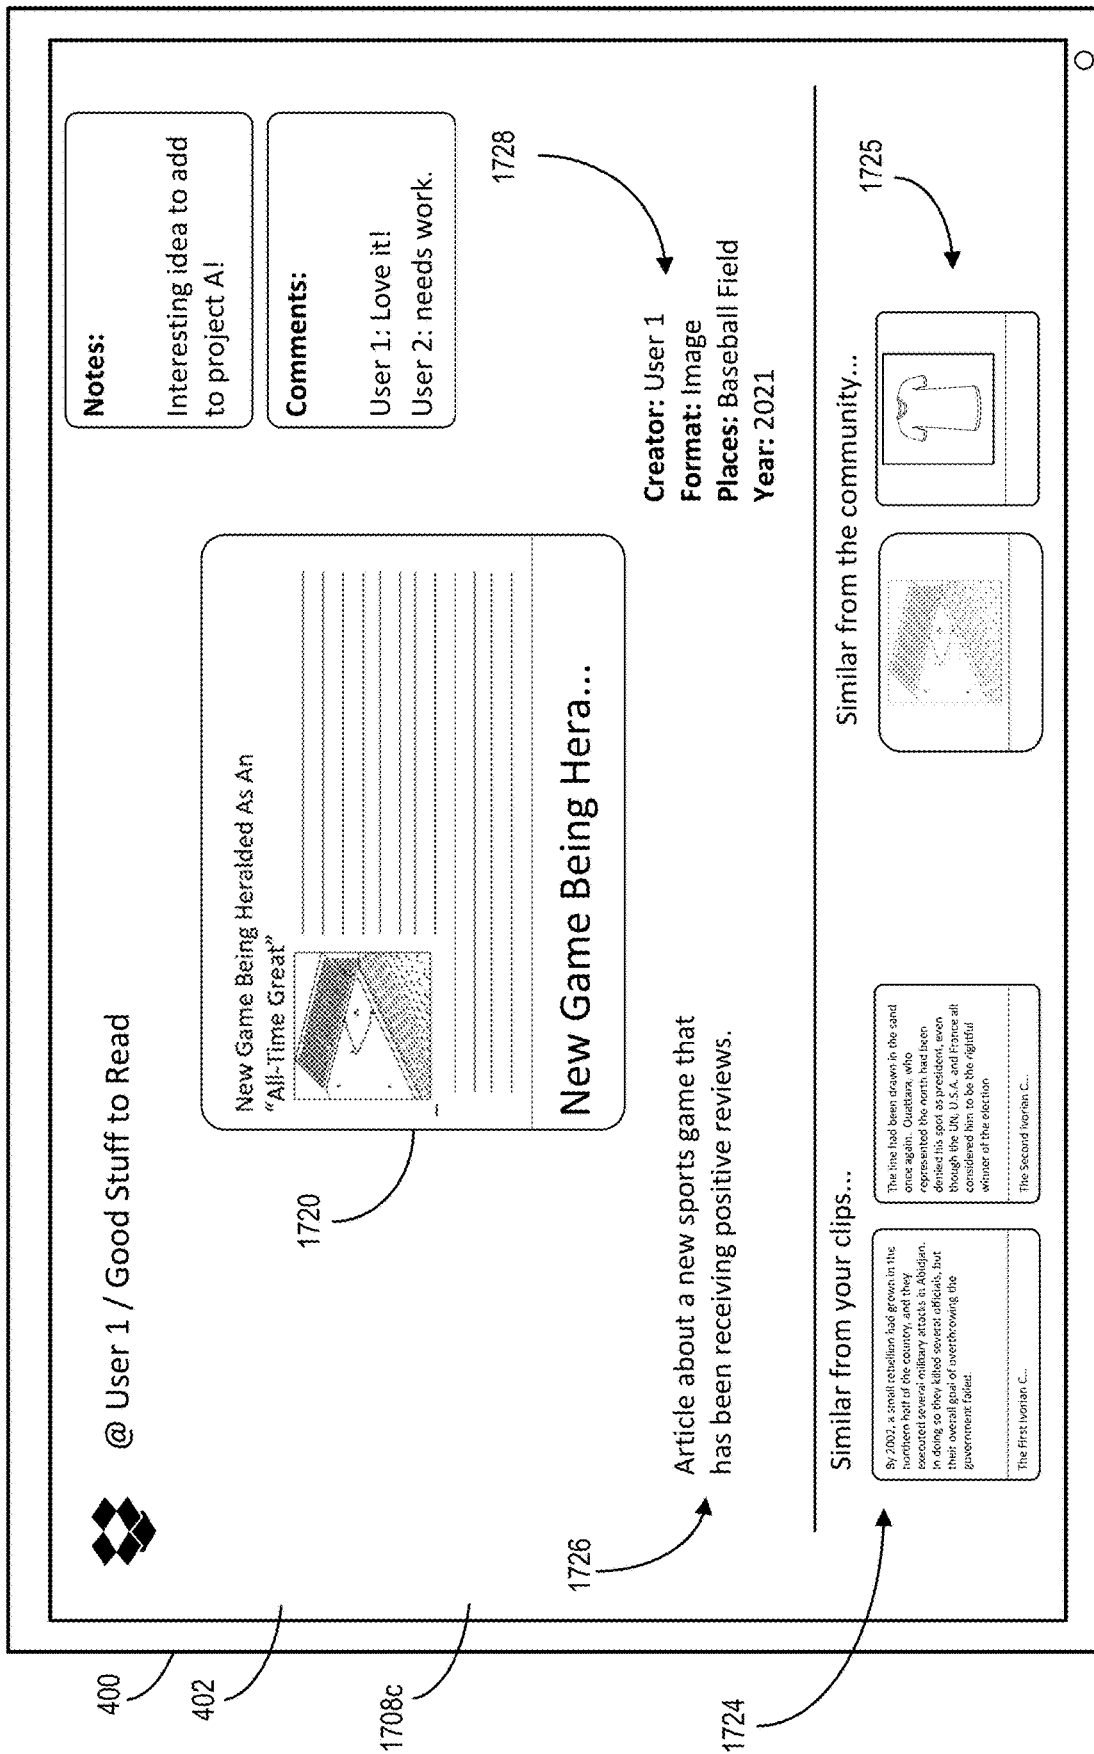 @ User 1 / Good Stuff to Read
Notes:
Interesting idea to add
to project A!
Comments:
User 1: Love it!
User 2: needs work.
New Game Being Heralded As An
“All-Time Great”
New Game Being Hera...
1720
1728
Article about a new sports game that
has been receiving positive reviews.
1726
Creator: User 1
Format: Image
Places: Baseball Field
Year: 2021
Similar from your clips...
By 2002, a small rebellion had grown in the
northern half of the country, and they
executed several military attacks in Abidjan.
In doing so they killed several officials, but
their overall goal of overthrowing the
government failed.
The First Ivorian C...
The line had been drawn in the sand
once again. Ouattara, who
represented the north had been
denied his spot as president, even
though the UN, U.S.A. and France all
considered him to be the rightful
winner of the election
The Second Ivorian C...
Similar from the community...
1725
400
402
1708c
1724